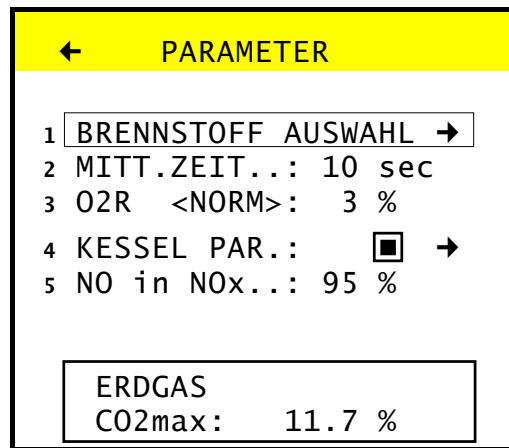 ← PARAMETER
1 BRENNSTOFF AUSWAHL →
2 MITT.ZEIT..: 10 sec
3 O2R <NORM>: 3 %
4 KESSEL PAR.: ▣ →
5 NO in NOx..: 95 %
ERDGAS
CO2max: 11.7 %